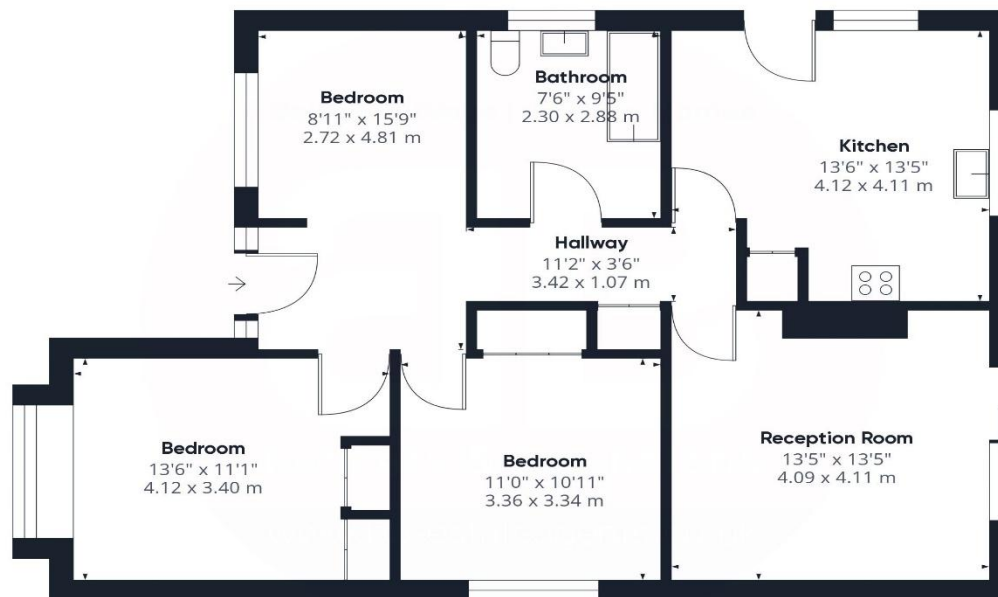 Bedroom
8'11" x 15'9"
2.72 x 4.81 m
Bathroom
7'6" x 9'5"
2.30 x 2.88 m
Kitchen
13'6" x 13'5"
4.12 x 4.11 m
Hallway
11'2" x 3'6"
3.42 x 1.07 m
Bedroom
13'6" x 11'1"
4.12 x 3.40 m
Bedroom
11'0" x 10'11"
3.36 x 3.34 m
Reception Room
13'5" x 13'5"
4.09 x 4.11 m